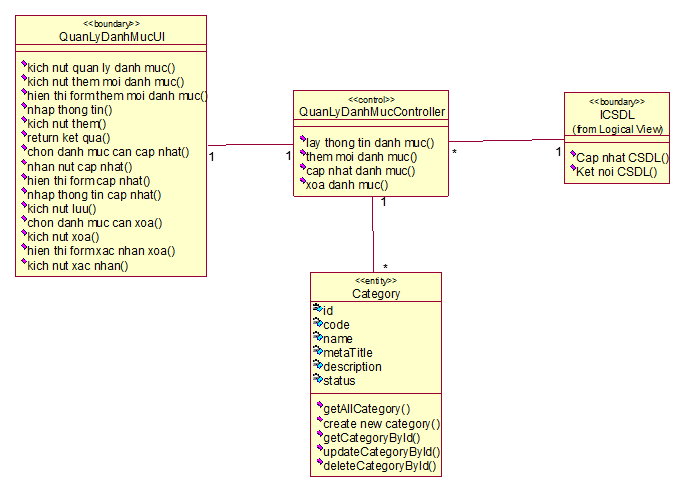 <<boundary>>
QuanLyDanhMucUI
kich nut quan ly danh muc()
kich nut them moi danh muc()
hien thi form them moi danh muc()
nhap thong tin()
kich nut them()
return ket qua()
chon danh muc can cap nhat()
nhan nut cap nhat()
hien thi form cap nhat()
nhap thong tin cap nhat()
kich nut luu()
chon danh muc can xoa()
kich nut xoa()
hien thi form xac nhan xoa()
kich nut xac nhan()
1
1
<<control>>
QuanLyDanhMucController
lay thong tin danh muc()
them moi danh muc()
cap nhat danh muc()
xoa danh muc()
*
1
<<boundary>>
ICSDL
(from Logical View)
Cap nhat CSDL()
Ket noi CSDL()
1
*
<<entity>>
Category
id
code
name
metaTitle
description
status
getAllCategory()
create new category()
getCategoryById()
updateCategoryById()
deleteCategoryById()